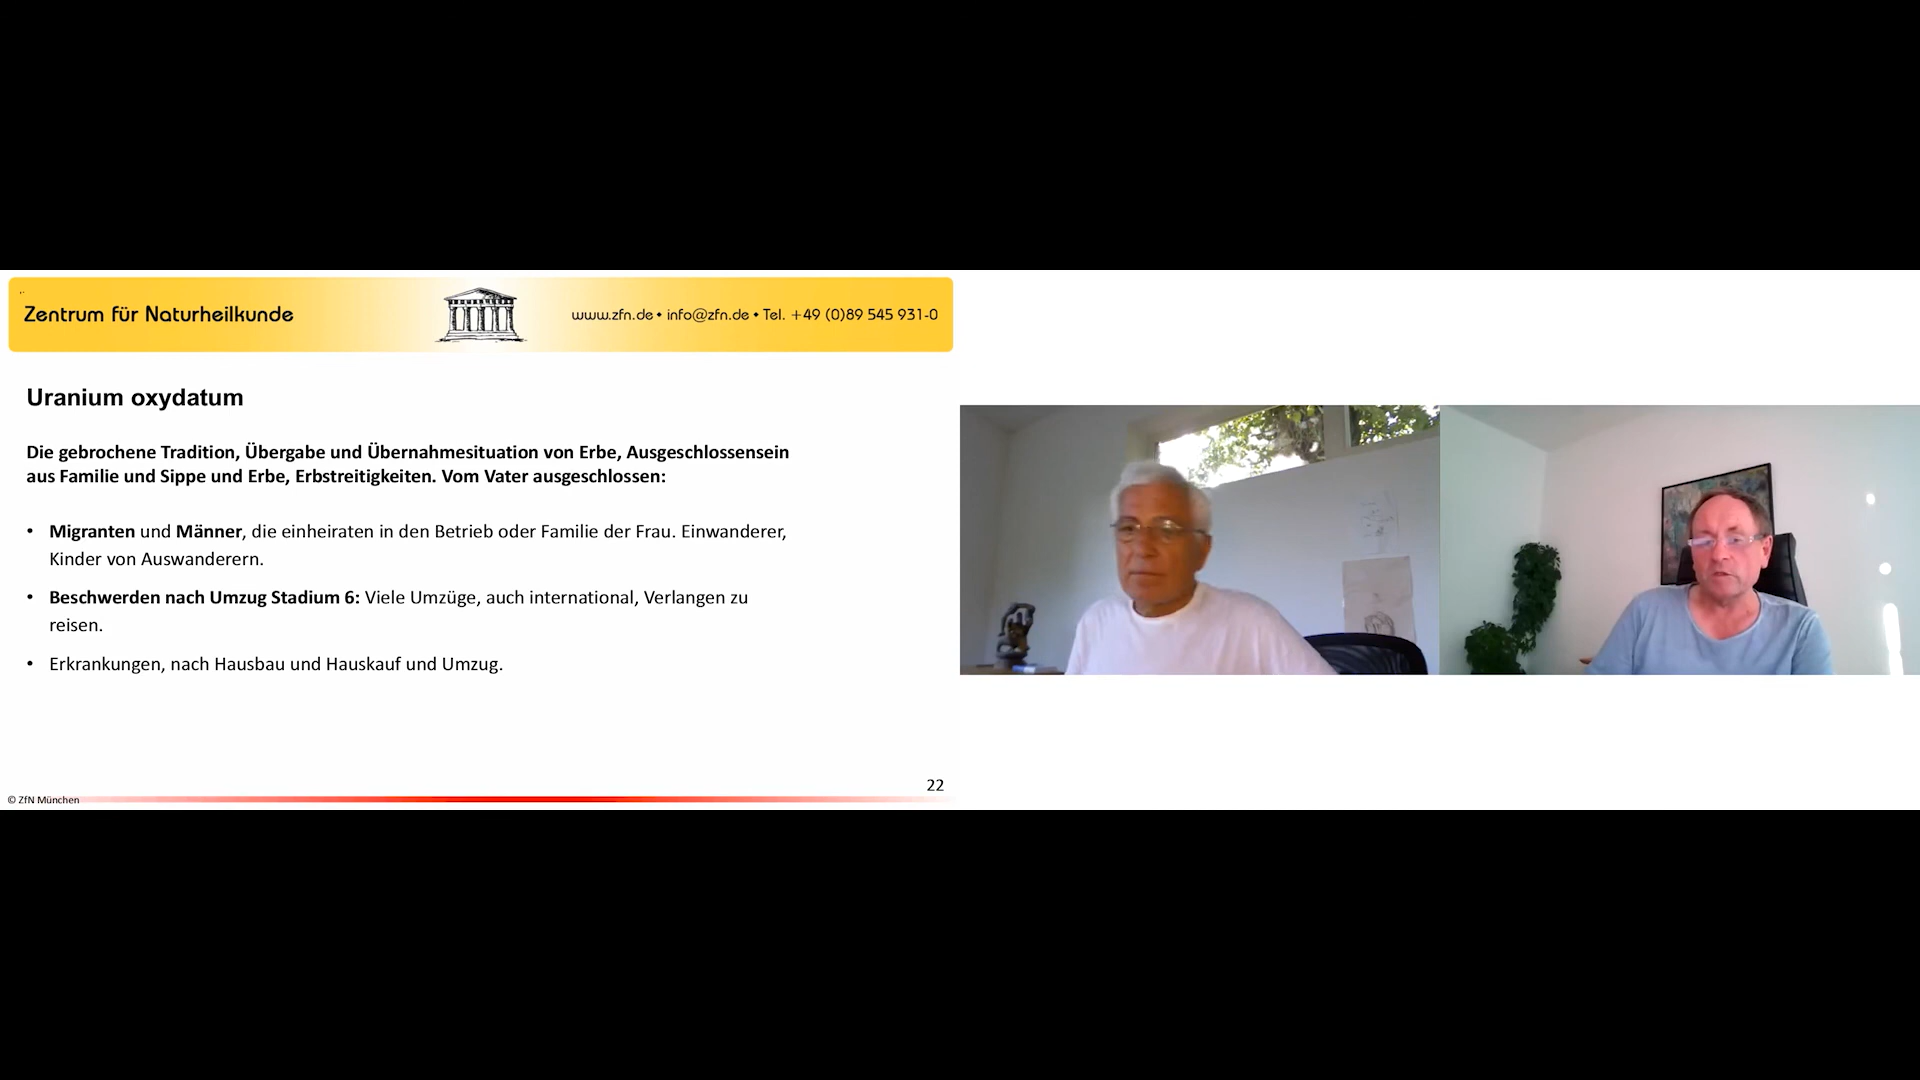 Zentrum für Naturheilkunde
www.zfn.de • info@zfn.de • Tel. +49 (0)89 545 931-0
Uranium oxydatum
Die gebrochene Tradition, Übergabe und Übernahmesituation von Erbe, Ausgeschlossensein
aus Familie und Sippe und Erbe, Erbstreitigkeiten. Vom Vater ausgeschlossen:
• Migranten und Männer, die einheiraten in den Betrieb oder Familie der Frau. Einwanderer,
Kinder von Auswanderern.
• Beschwerden nach Umzug Stadium 6: Viele Umzüge, auch international, Verlangen zu
reisen.
• Erkrankungen, nach Hausbau und Hauskauf und Umzug.
22
© ZfN München